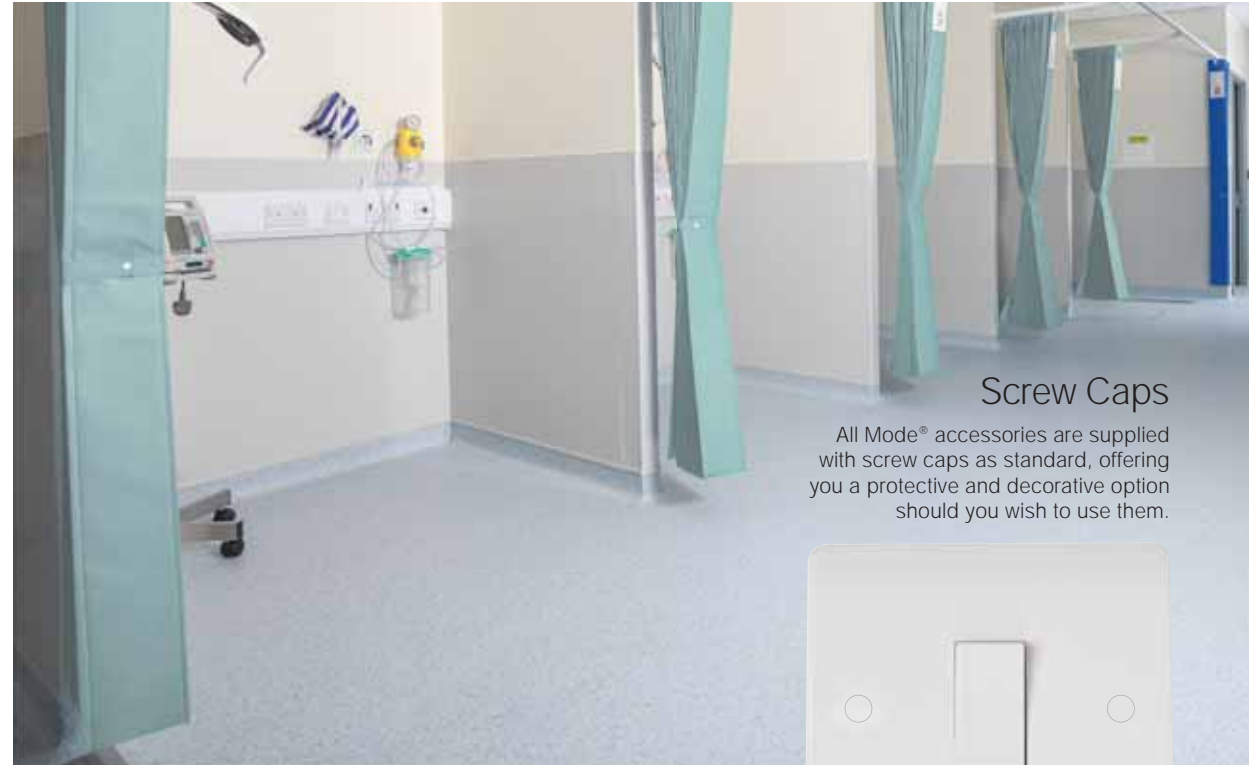 Screw Caps
All Mode® accessories are supplied
with screw caps as standard, offering
you a protective and decorative option
should you wish to use them.